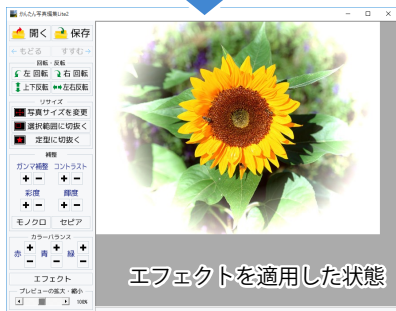 かんたん写真編集Lite2
開く 保存
←もどる すすむ→
回転・反転
左 回転 右 回転
上下反転 左右反転
リサイズ
写真サイズを変更
選択範囲に切抜く
定型に切抜く
補整
ガンマ補整 コントラスト
+ - + -
彩度 輝度
+ - + -
モノクロ セピア
カラーバランス
赤 + - 青 + - 緑 + -
エフェクト
プレビューの拡大・縮小
100%
エフェクトを適用した状態